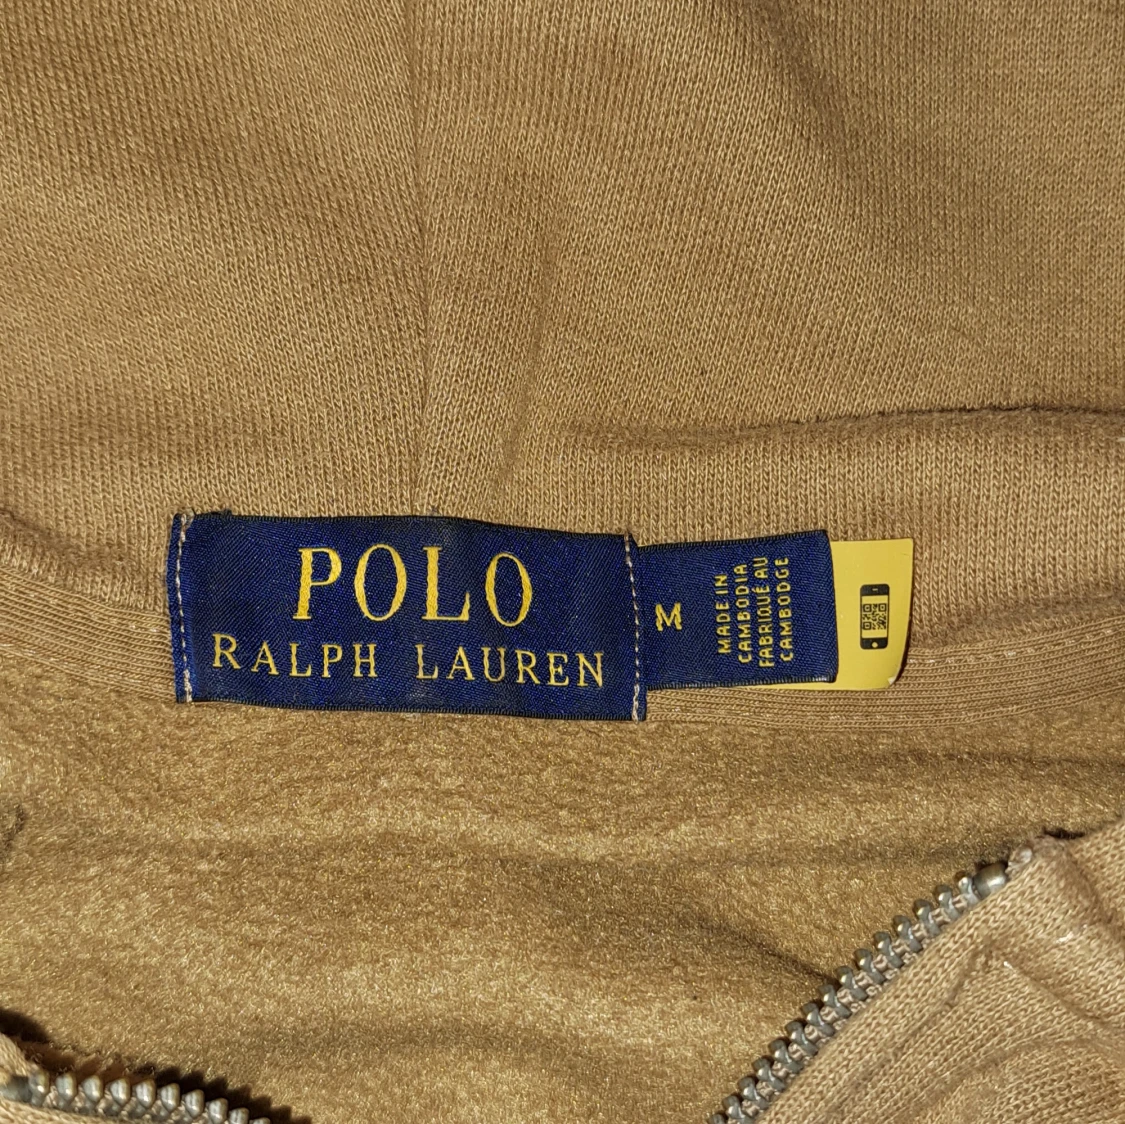 POLO
RALPH LAUREN
M
MADE IN
CAMBODIA
FABRIQUÉ AU
CAMBODGE